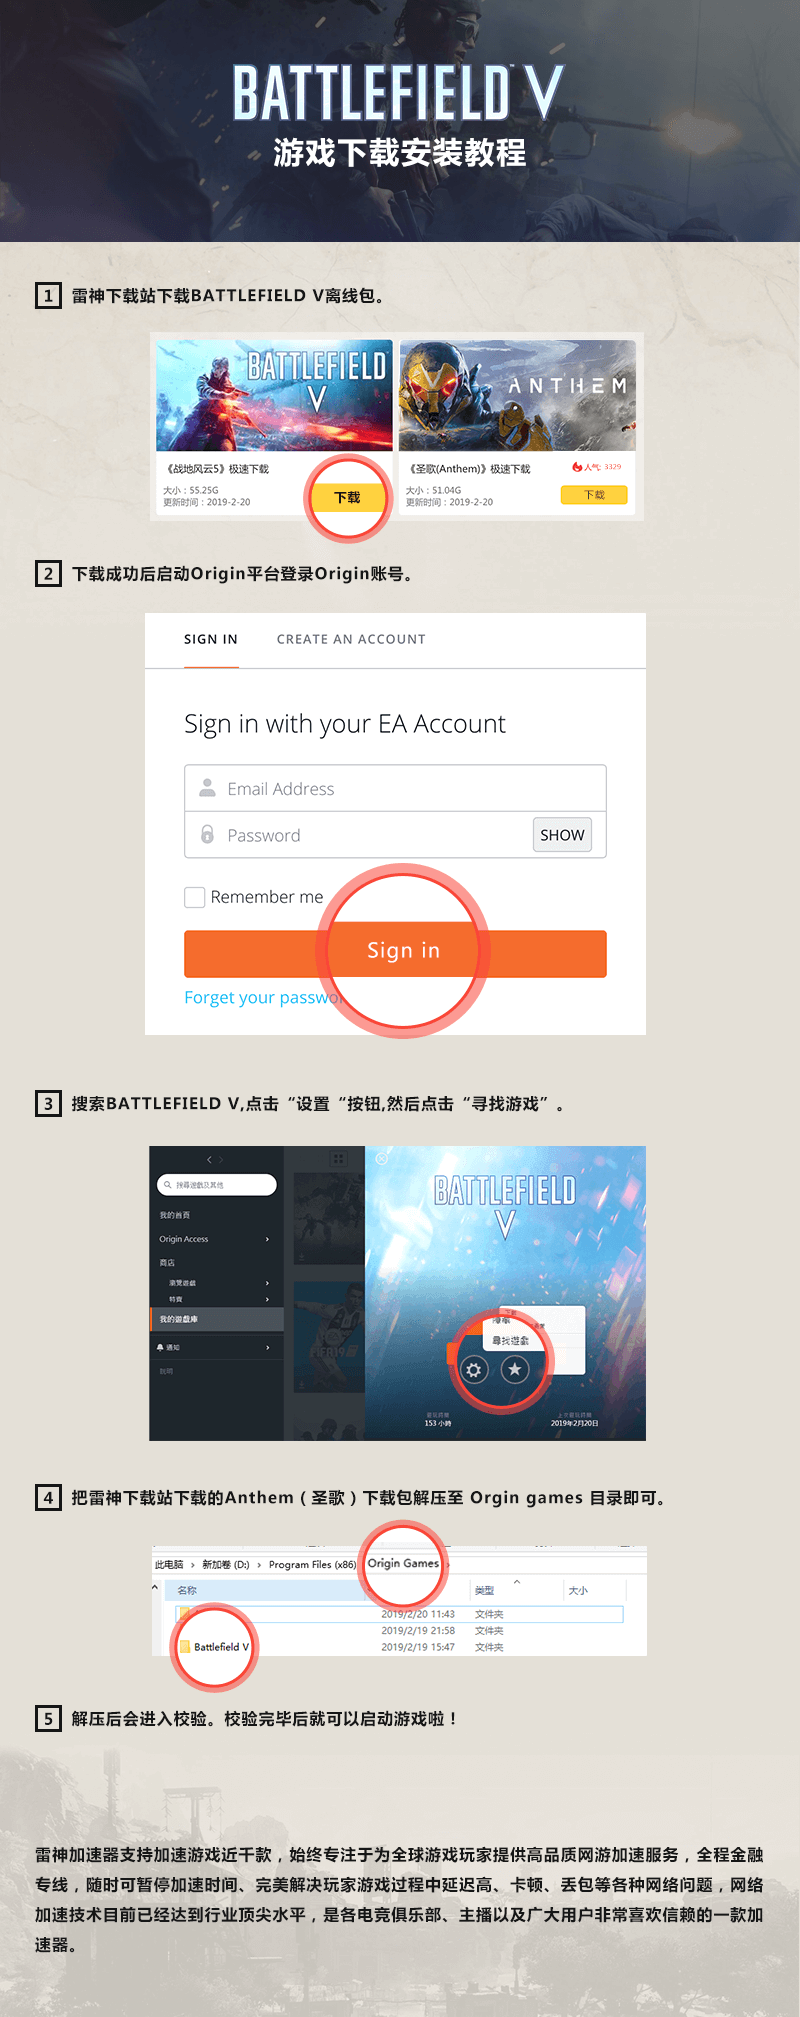 BATTLEFIELD V
游戏下载安装教程
1 雷神下载站下载BATTLEFIELD V离线包。
BATTLEFIELD
V
ANTHEM
《战地风云5》极速下载
《圣歌(Anthem)》极速下载
人气: 3329
大小：55.25G
更新时间：2019-2-20
下载
大小：51.04G
更新时间：2019-2-20
下载
2 下载成功后启动Origin平台登录Origin账号。
SIGN IN
CREATE AN ACCOUNT
Sign in with your EA Account
Email Address
Password
SHOW
Remember me
Sign in
Forget your passwor
3 搜索BATTLEFIELD V,点击“设置“按钮,然后点击“寻找游戏”。
搜尋遊戲及其他
我的首頁
Origin Access
商店
瀏覽遊戲
特賣
我的遊戲庫
通知
說明
FIFA19
BATTLEFIELD
V
尋找遊戲
153 小時
2019年2月20日
4 把雷神下载站下载的Anthem（圣歌）下载包解压至 Orgin games 目录即可。
此电脑 › 新加卷 (D:) › Program Files (x86) Origin Games
名称
类型
大小
2019/2/20 11:43 文件夹
2019/2/19 21:58 文件夹
Battlefield V
2019/2/19 15:47 文件夹
5 解压后会进入校验。校验完毕后就可以启动游戏啦！
雷神加速器支持加速游戏近千款，始终专注于为全球游戏玩家提供高品质网游加速服务，全程金融
专线，随时可暂停加速时间、完美解决玩家游戏过程中延迟高、卡顿、丢包等各种网络问题，网络
加速技术目前已经达到行业顶尖水平，是各电竞俱乐部、主播以及广大用户非常喜欢信赖的一款加
速器。